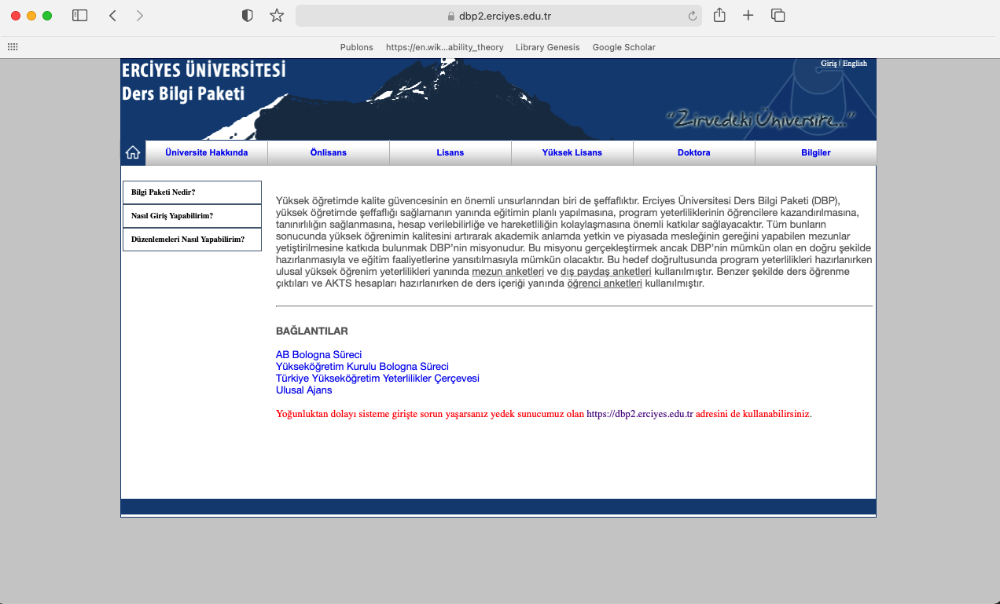 dbp2.erciyes.edu.tr
Publons https://en.wik...ability_theory Library Genesis Google Scholar
ERCİYES ÜNİVERSİTESİ
Ders Bilgi Paketi
Giriş | English
“Zirvedeki Üniversite...”
Üniversite Hakkında Önlisans Lisans Yüksek Lisans Doktora Bilgiler
Bilgi Paketi Nedir?
Nasıl Giriş Yapabilirim?
Düzenlemeleri Nasıl Yapabilirim?
Yüksek öğretimde kalite güvencesinin en önemli unsurlarından biri de şeffaflıktır. Erciyes Üniversitesi Ders Bilgi Paketi (DBP),
yüksek öğretimde şeffaflığı sağlamanın yanında eğitimin planlı yapılmasına, program yeterliliklerinin öğrencilere kazandırılmasına,
tanınırlılığın sağlanmasına, hesap verilebilirliğe ve hareketliliğin kolaylaşmasına önemli katkılar sağlayacaktır. Tüm bunların
sonucunda yüksek öğrenimin kalitesini artırarak akademik anlamda yetkin ve piyasada mesleğinin gereğini yapabilen mezunlar
yetiştirilmesine katkıda bulunmak DBP’nin misyonudur. Bu misyonu gerçekleştirmek ancak DBP’nin mümkün olan en doğru şekilde
hazırlanmasıyla ve eğitim faaliyetlerine yansıtılmasıyla mümkün olacaktır. Bu hedef doğrultusunda program yeterlilikleri hazırlanırken
ulusal yüksek öğrenim yeterlilikleri yanında mezun anketleri ve dış paydaş anketleri kullanılmıştır. Benzer şekilde ders öğrenme
çıktıları ve AKTS hesapları hazırlanırken de ders içeriği yanında öğrenci anketleri kullanılmıştır.
BAĞLANTILAR
AB Bologna Süreci
Yükseköğretim Kurulu Bologna Süreci
Türkiye Yükseköğretim Yeterlilikler Çerçevesi
Ulusal Ajans
Yoğunluktan dolayı sisteme girişte sorun yaşarsanız yedek sunucumuz olan https://dbp2.erciyes.edu.tr adresini de kullanabilirsiniz.